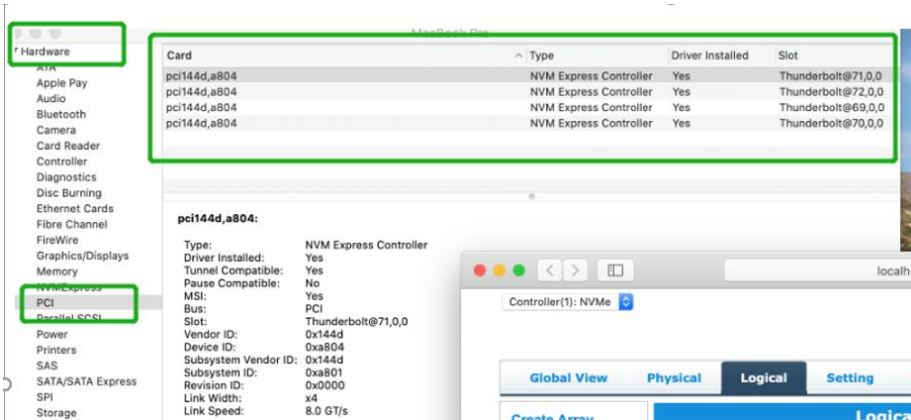 MacBook Pro
Hardware
ATA
Apple Pay
Audio
Bluetooth
Camera
Card Reader
Controller
Diagnostics
Disc Burning
Ethernet Cards
Fibre Channel
FireWire
Graphics/Displays
Memory
NVMExpress
PCI
Parallel SCSI
Power
Printers
SAS
SATA/SATA Express
SPI
Storage
Card Type Driver Installed Slot
pci144d,a804 NVM Express Controller Yes Thunderbolt@71,0,0
pci144d,a804 NVM Express Controller Yes Thunderbolt@72,0,0
pci144d,a804 NVM Express Controller Yes Thunderbolt@69,0,0
pci144d,a804 NVM Express Controller Yes Thunderbolt@70,0,0
pci144d,a804:
Type: NVM Express Controller
Driver Installed: Yes
Tunnel Compatible: Yes
Pause Compatible: No
MSI: Yes
Bus: PCI
Slot: Thunderbolt@71,0,0
Vendor ID: 0x144d
Device ID: 0xa804
Subsystem Vendor ID: 0x144d
Subsystem ID: 0xa801
Revision ID: 0x0000
Link Width: x4
Link Speed: 8.0 GT/s
localh
Controller(1): NVMe
Global View Physical Logical Setting
Create Array Logica